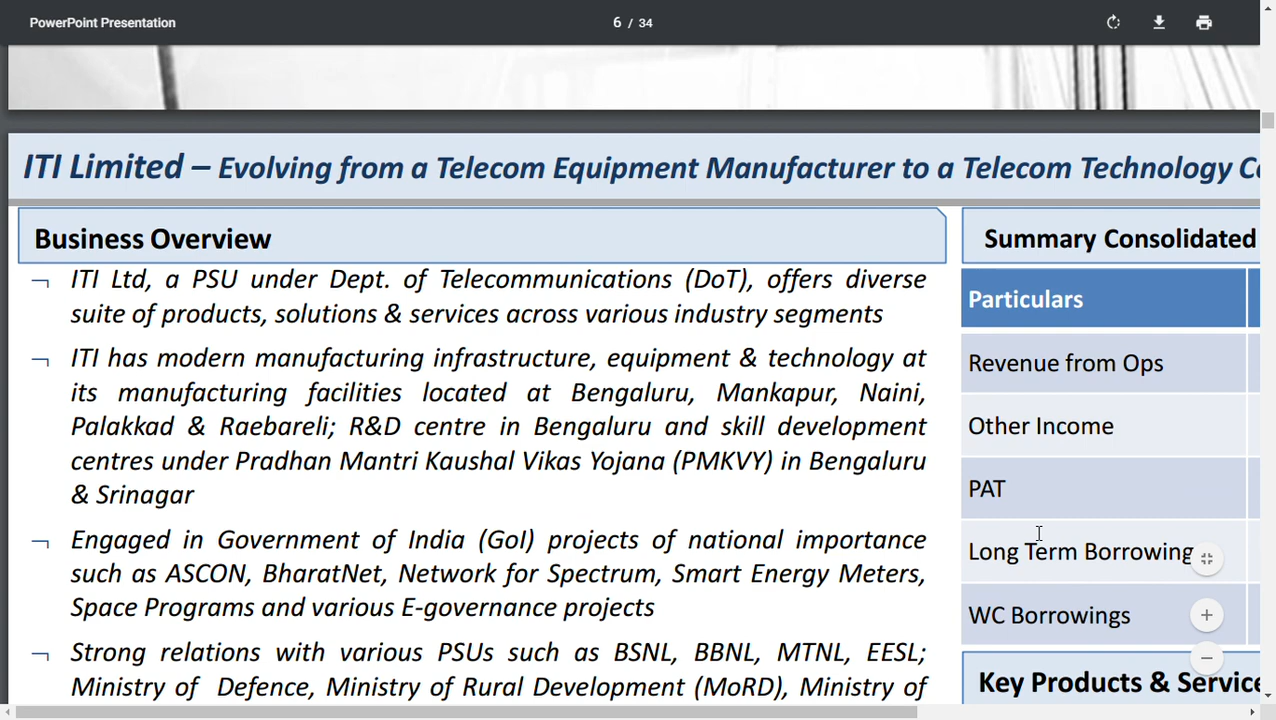 PowerPoint Presentation
6 / 34
ITI Limited – Evolving from a Telecom Equipment Manufacturer to a Telecom Technology
Business Overview
ITI Ltd, a PSU under Dept. of Telecommunications (DoT), offers diverse
suite of products, solutions & services across various industry segments
ITI has modern manufacturing infrastructure, equipment & technology at
its manufacturing facilities located at Bengaluru, Mankapur, Naini,
Palakkad & Raebareli; R&D centre in Bengaluru and skill development
centres under Pradhan Mantri Kaushal Vikas Yojana (PMKVY) in Bengaluru
& Srinagar
Engaged in Government of India (GoI) projects of national importance
such as ASCON, BharatNet, Network for Spectrum, Smart Energy Meters,
Space Programs and various E-governance projects
Strong relations with various PSUs such as BSNL, BBNL, MTNL, EESL;
Ministry of Defence, Ministry of Rural Development (MoRD), Ministry of
Summary Consolidated
Particulars
Revenue from Ops
Other Income
PAT
Long Term Borrowing
WC Borrowings
Key Products & Service